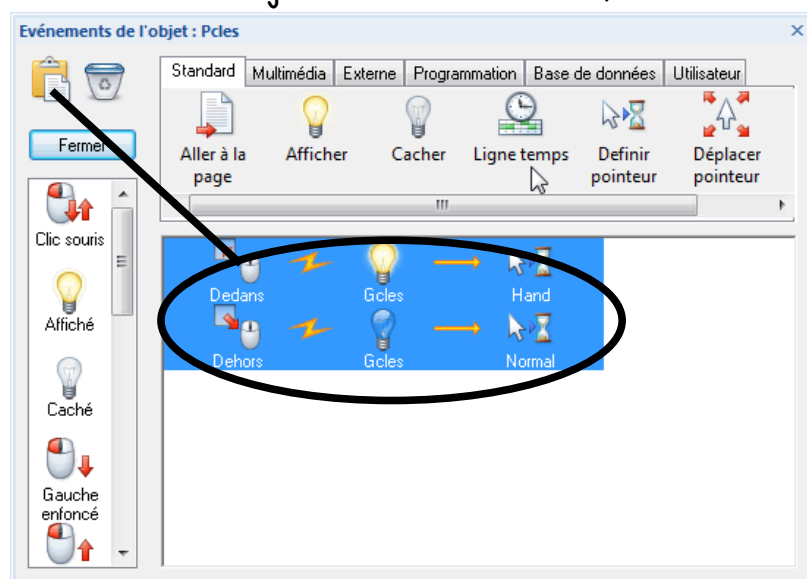 Evénements de l'objet : Pcles
Standard Multimédia Externe Programmation Base de données Utilisateur
Fermer
Aller à la page
Afficher
Cacher
Ligne temps
Definir pointeur
Déplacer pointeur
Clic souris
Affiché
Caché
Gauche enfoncé
Dedans Gcles Hand
Dehors Gcles Normal